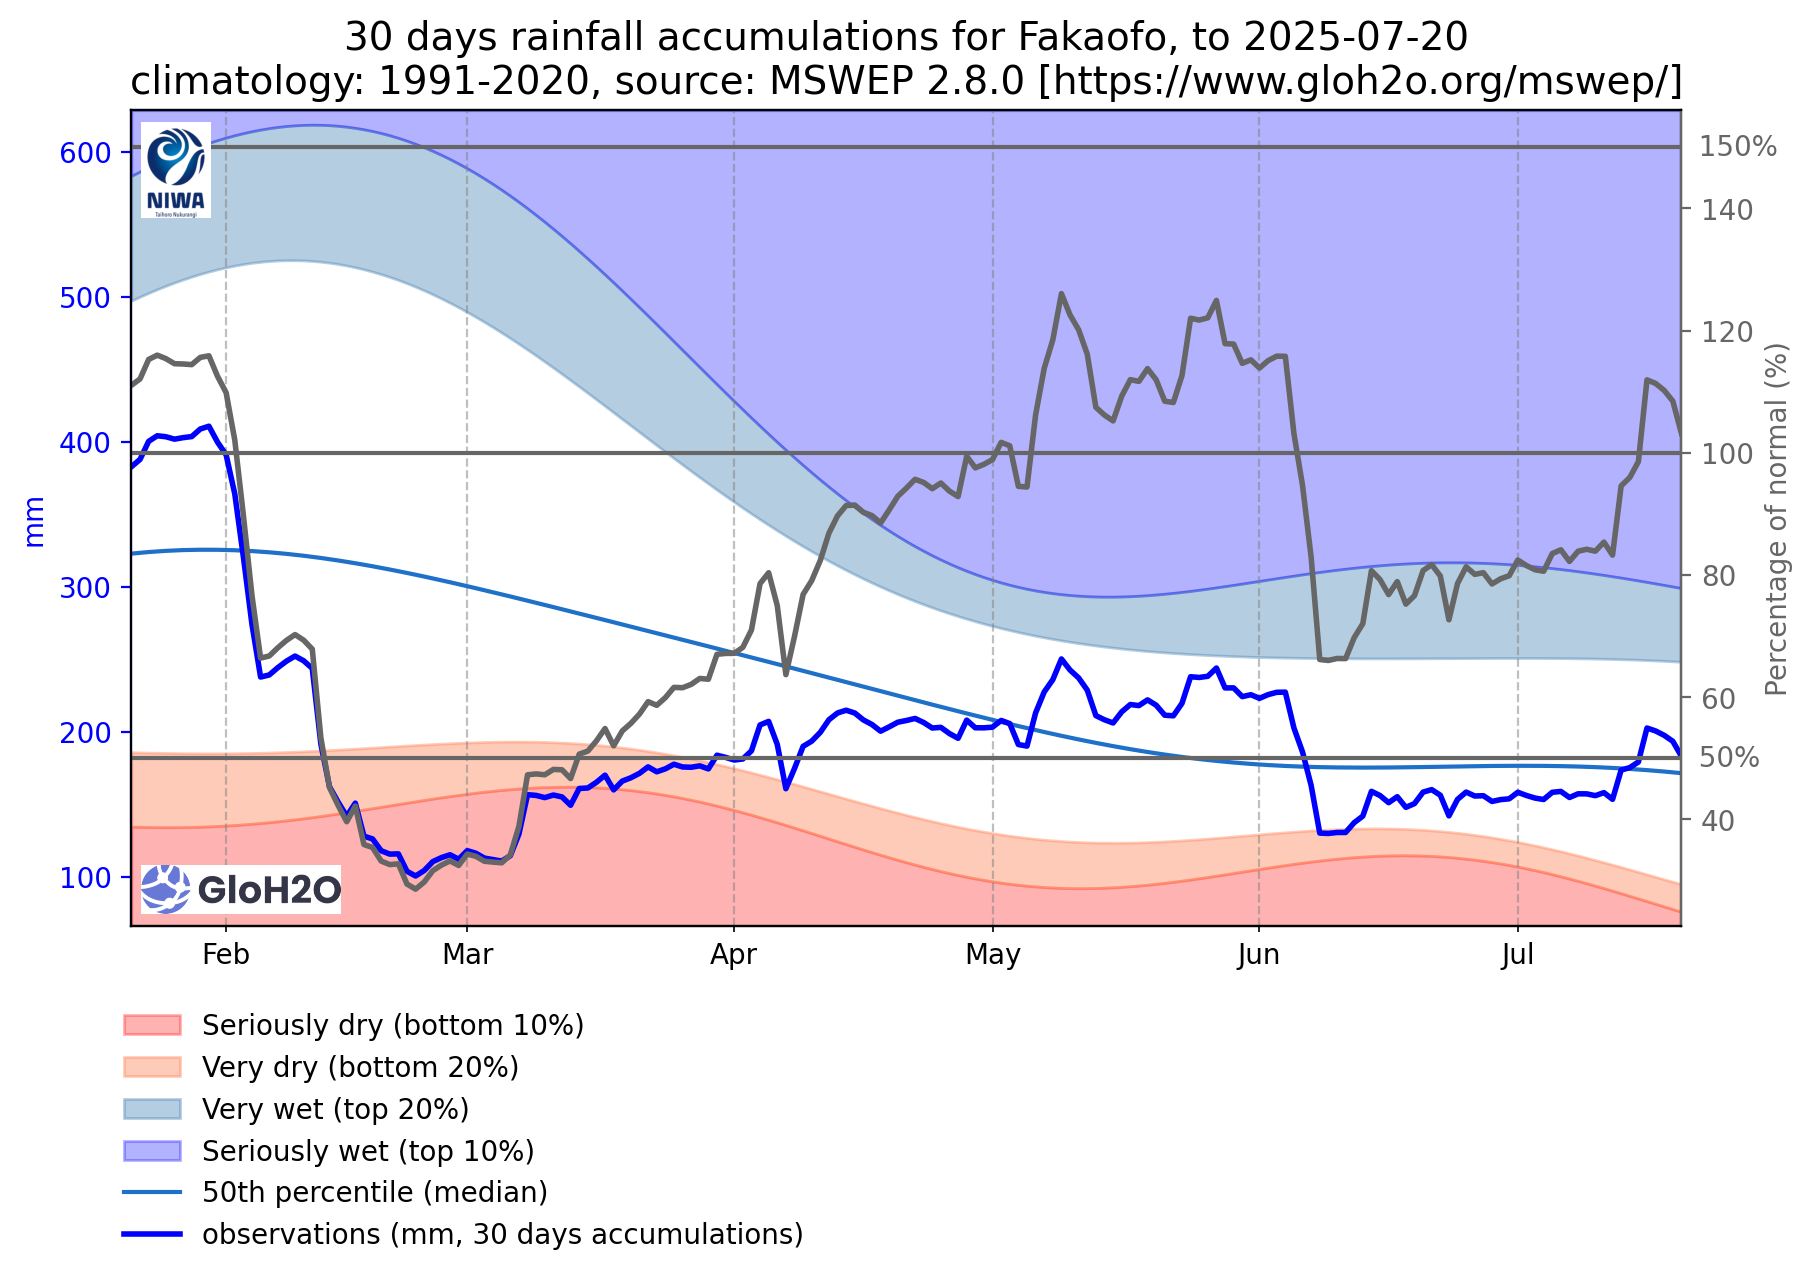 30 days rainfall accumulations for Fakaofo, to 2025-07-20
climatology: 1991-2020, source: MSWEP 2.8.0 [https://www.gloh2o.org/mswep/]
600
500
400
300
200
100
mm
150%
140
120
100
80
60
50%
40
Percentage of normal (%)
NIWA
Taihoro Nukurangi
GloH2O
Feb
Mar
Apr
May
Jun
Jul
Seriously dry (bottom 10%)
Very dry (bottom 20%)
Very wet (top 20%)
Seriously wet (top 10%)
50th percentile (median)
observations (mm, 30 days accumulations)